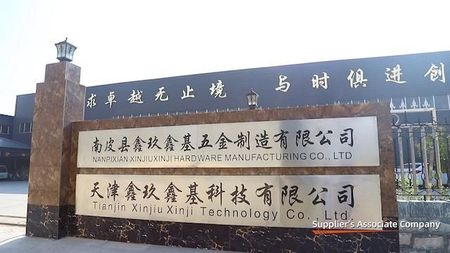 求卓越无止境 与时俱进创
南皮县鑫玖鑫基五金制造有限公司
NANPIXIAN XINJIUXINJI HARDWARE MANUFACTURING CO., LTD
天津鑫玖鑫基科技有限公司
Tianjin Xinjiu Xinji Technology Co., Ltd.
Supplier's Associate Company